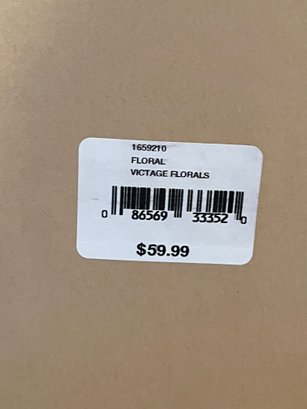 1659210
FLORAL
VICTAGE FLORALS
0 86569 33352 0
$59.99